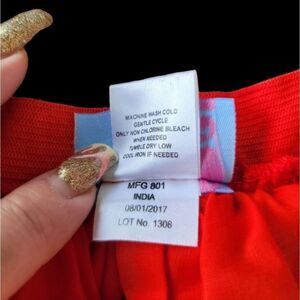 MACHINE WASH COLD
GENTLE CYCLE
ONLY NON CHLORINE BLEACH
WHEN NEEDED
TUMBLE DRY LOW
COOL IRON IF NEEDED
MFG 801
INDIA
08/01/2017
LOT No. 1306